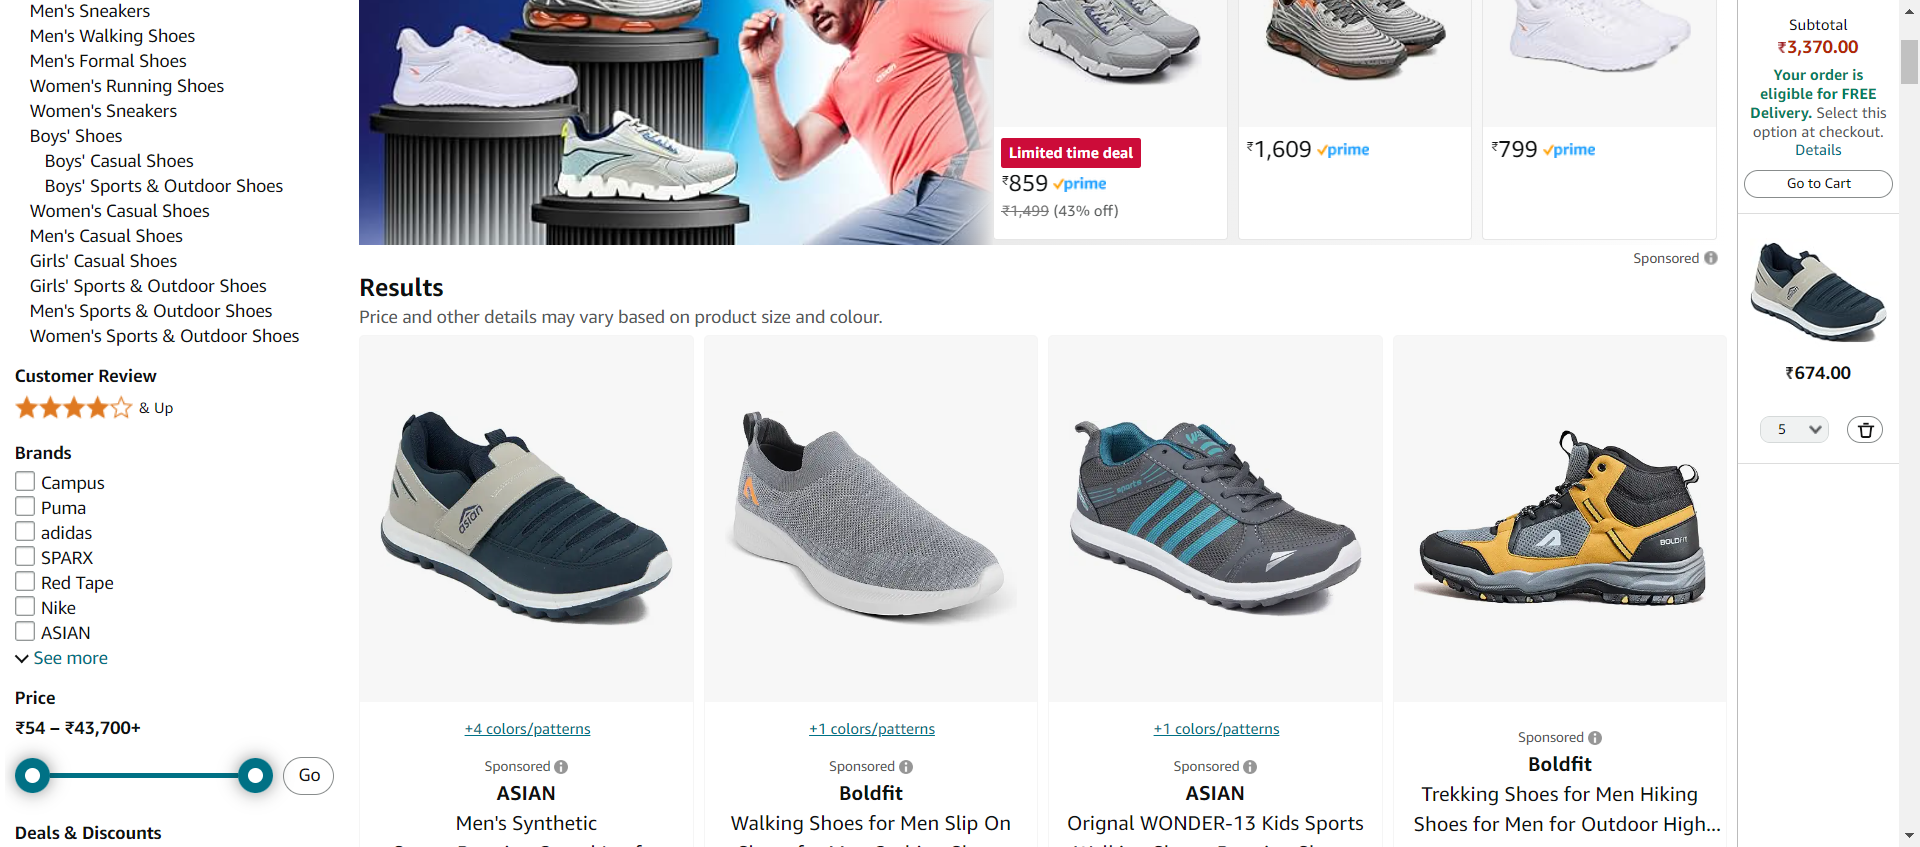 Men's Sneakers
Men's Walking Shoes
Men's Formal Shoes
Women's Running Shoes
Women's Sneakers
Boys' Shoes
Boys' Casual Shoes
Boys' Sports & Outdoor Shoes
Women's Casual Shoes
Men's Casual Shoes
Girls' Casual Shoes
Girls' Sports & Outdoor Shoes
Men's Sports & Outdoor Shoes
Women's Sports & Outdoor Shoes
Customer Review
& Up
Brands
Campus
Puma
adidas
SPARX
Red Tape
Nike
ASIAN
See more
Price
₹54 – ₹43,700+
Go
Deals & Discounts
asian
Limited time deal
₹859 prime
₹1,499 (43% off)
₹1,609 prime
₹799 prime
Sponsored
Results
Price and other details may vary based on product size and colour.
asian
BOLDFIT
+4 colors/patterns
Sponsored
ASIAN
Men's Synthetic
+1 colors/patterns
Sponsored
Boldfit
Walking Shoes for Men Slip On
+1 colors/patterns
Sponsored
ASIAN
Orignal WONDER-13 Kids Sports
Sponsored
Boldfit
Trekking Shoes for Men Hiking
Shoes for Men for Outdoor High...
Subtotal
₹3,370.00
Your order is
eligible for FREE
Delivery. Select this
option at checkout.
Details
Go to Cart
₹674.00
5